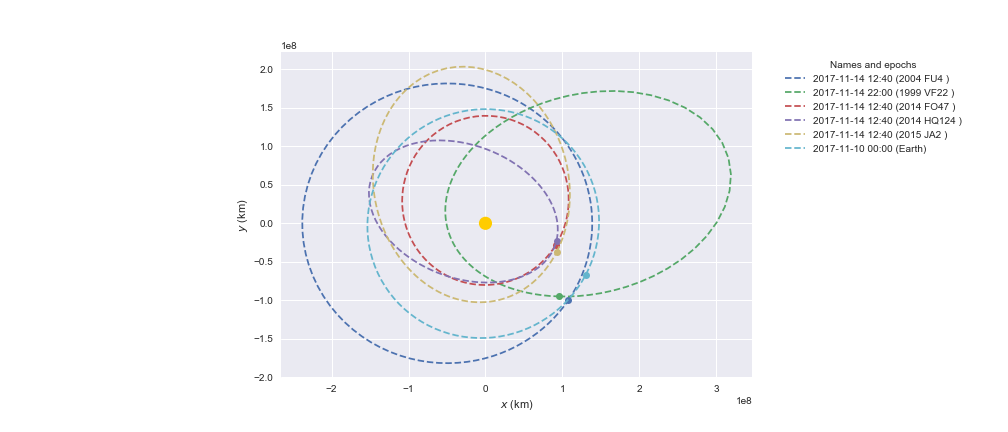 1e8
2.0
1.5
1.0
0.5
0.0
−0.5
−1.0
−1.5
−2.0
y (km)
−2
−1
0
1
2
3
1e8
x (km)
Names and epochs
2017-11-14 12:40 (2004 FU4 )
2017-11-14 22:00 (1999 VF22 )
2017-11-14 12:40 (2014 FO47 )
2017-11-14 12:40 (2014 HQ124 )
2017-11-14 12:40 (2015 JA2 )
2017-11-10 00:00 (Earth)